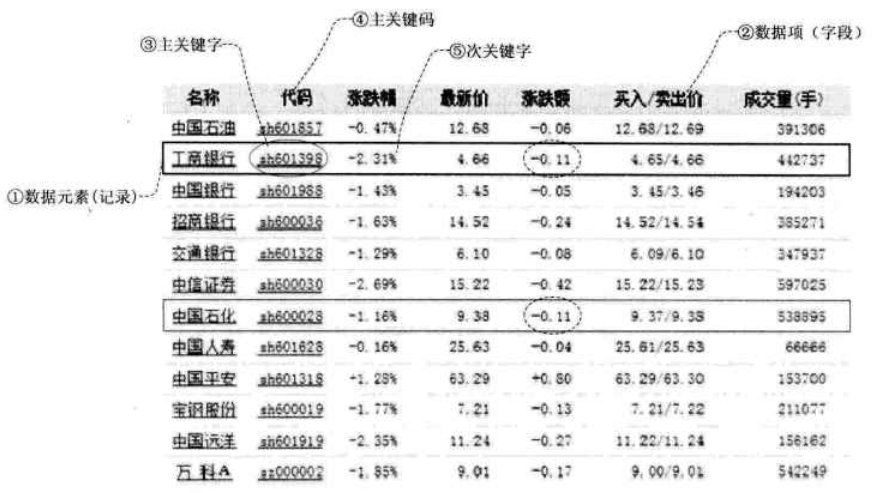 ④主关键码
③主关键字
⑤次关键字
②数据项（字段）
名称 代码 涨跌幅 最新价 涨跌额 买入/卖出价 成交量(手)
中国石油 sh601857 -0.47% 12.68 -0.06 12.68/12.69 391306
工商银行 sh601398 -2.31% 4.66 -0.11 4.65/4.66 442737
①数据元素(记录)
中国银行 sh601988 -1.43% 3.45 -0.05 3.45/3.46 194203
招商银行 sh600036 -1.63% 14.52 -0.24 14.52/14.54 385271
交通银行 sh601328 -1.29% 6.10 -0.08 6.09/6.10 347937
中信证券 sh600030 -2.69% 15.22 -0.42 15.22/15.23 597025
中国石化 sh600028 -1.16% 9.38 -0.11 9.37/9.38 538895
中国人寿 sh601628 -0.16% 25.63 -0.04 25.61/25.63 66666
中国平安 sh601318 +1.28% 63.29 +0.80 63.29/63.30 153700
宝钢股份 sh600019 -1.77% 7.21 -0.13 7.21/7.22 211077
中国远洋 sh601919 -2.35% 11.24 -0.27 11.22/11.24 156162
万 科A sz000002 -1.85% 9.01 -0.17 9.00/9.01 542249